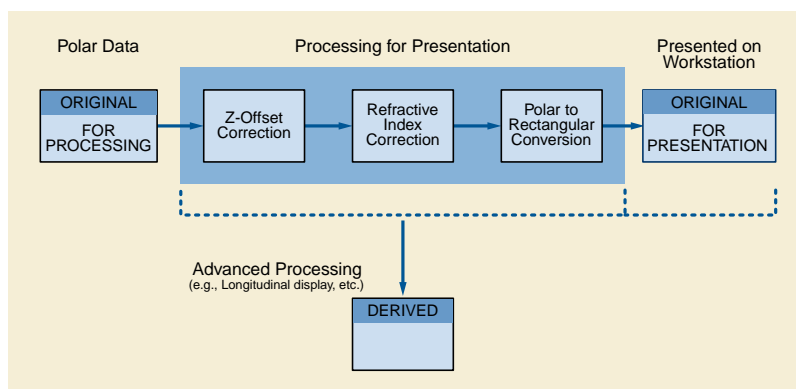 Polar Data
Processing for Presentation
Presented on
Workstation
ORIGINAL
FOR
PROCESSING
Z-Offset
Correction
Refractive
Index
Correction
Polar to
Rectangular
Conversion
ORIGINAL
FOR
PRESENTATION
Advanced Processing
(e.g., Longitudinal display, etc.)
DERIVED